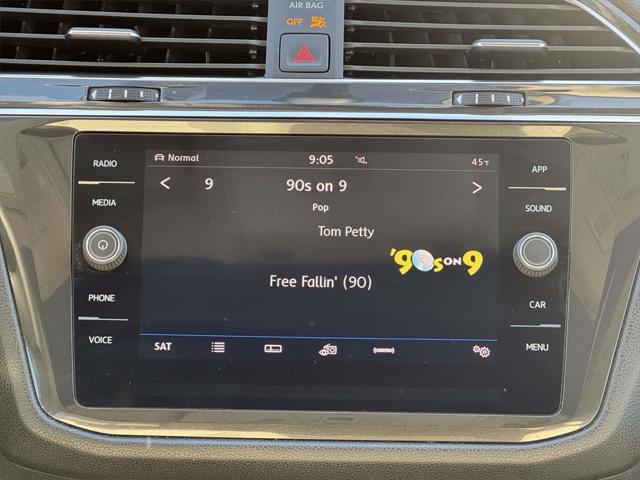 AIR BAG
OFF
RADIO
MEDIA
PHONE
VOICE
Normal 9:05 45°F
< 9 90s on 9 >
Pop
Tom Petty
'90s ON 9
Free Fallin' (90)
SAT
APP
SOUND
CAR
MENU